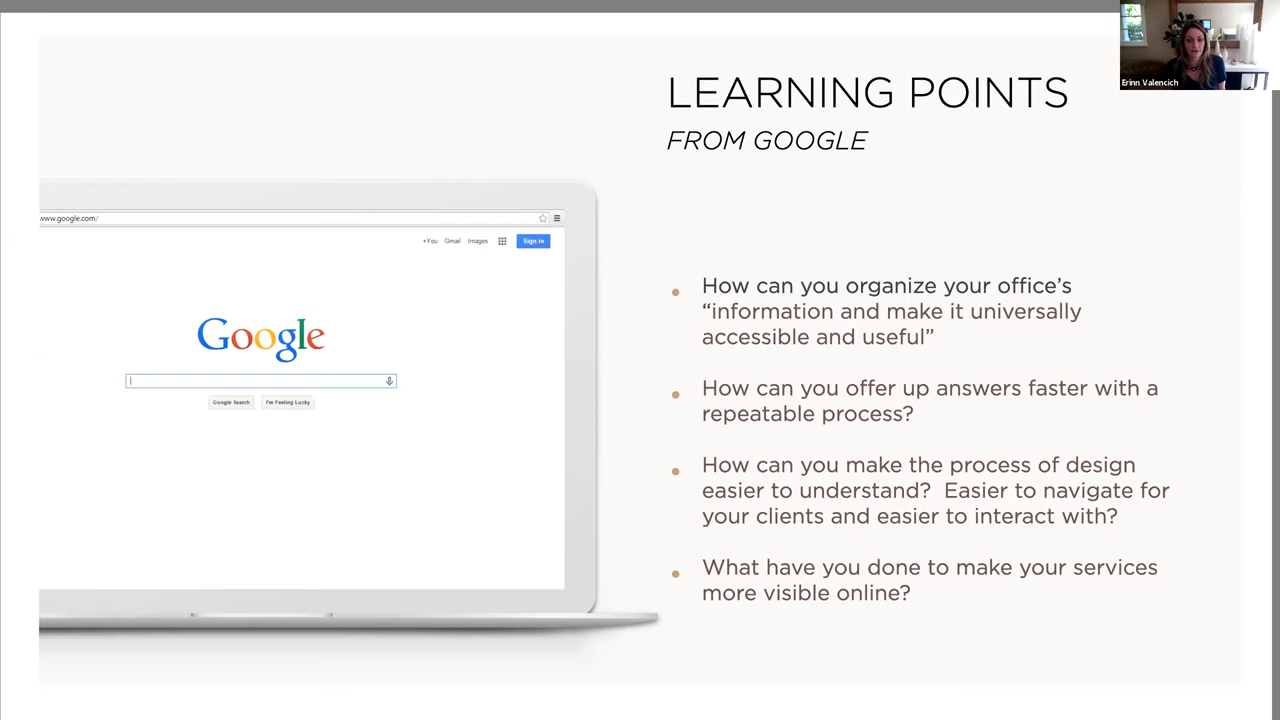 LEARNING POINTS
FROM GOOGLE
Erinn Valencich
www.google.com/
+You Gmail Images Sign in
Google
Google Search I'm Feeling Lucky
How can you organize your office’s
“information and make it universally
accessible and useful”
How can you offer up answers faster with a
repeatable process?
How can you make the process of design
easier to understand?  Easier to navigate for
your clients and easier to interact with?
What have you done to make your services
more visible online?